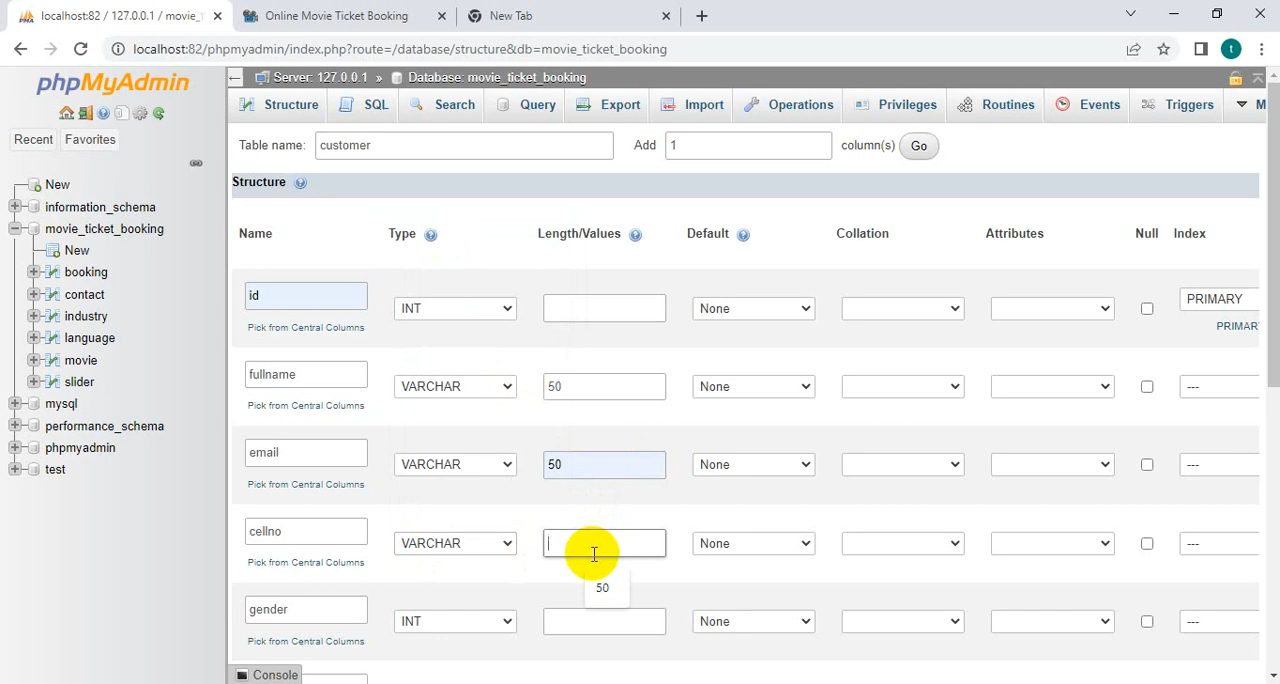 localhost:82 / 127.0.0.1 / movie_t
Online Movie Ticket Booking
New Tab
localhost:82/phpmyadmin/index.php?route=/database/structure&db=movie_ticket_booking
t
phpMyAdmin
Recent
Favorites
New
information_schema
movie_ticket_booking
New
booking
contact
industry
language
movie
slider
mysql
performance_schema
phpmyadmin
test
Server: 127.0.0.1 » Database: movie_ticket_booking
Structure
SQL
Search
Query
Export
Import
Operations
Privileges
Routines
Events
Triggers
M
Table name: customer Add 1 column(s) Go
Structure
Name Type Length/Values Default Collation Attributes Null Index
id INT None PRIMARY
Pick from Central Columns PRIMAR
fullname VARCHAR 50 None ---
Pick from Central Columns
email VARCHAR 50 None ---
Pick from Central Columns
cellno VARCHAR None ---
Pick from Central Columns
50
gender INT None ---
Pick from Central Columns
Console